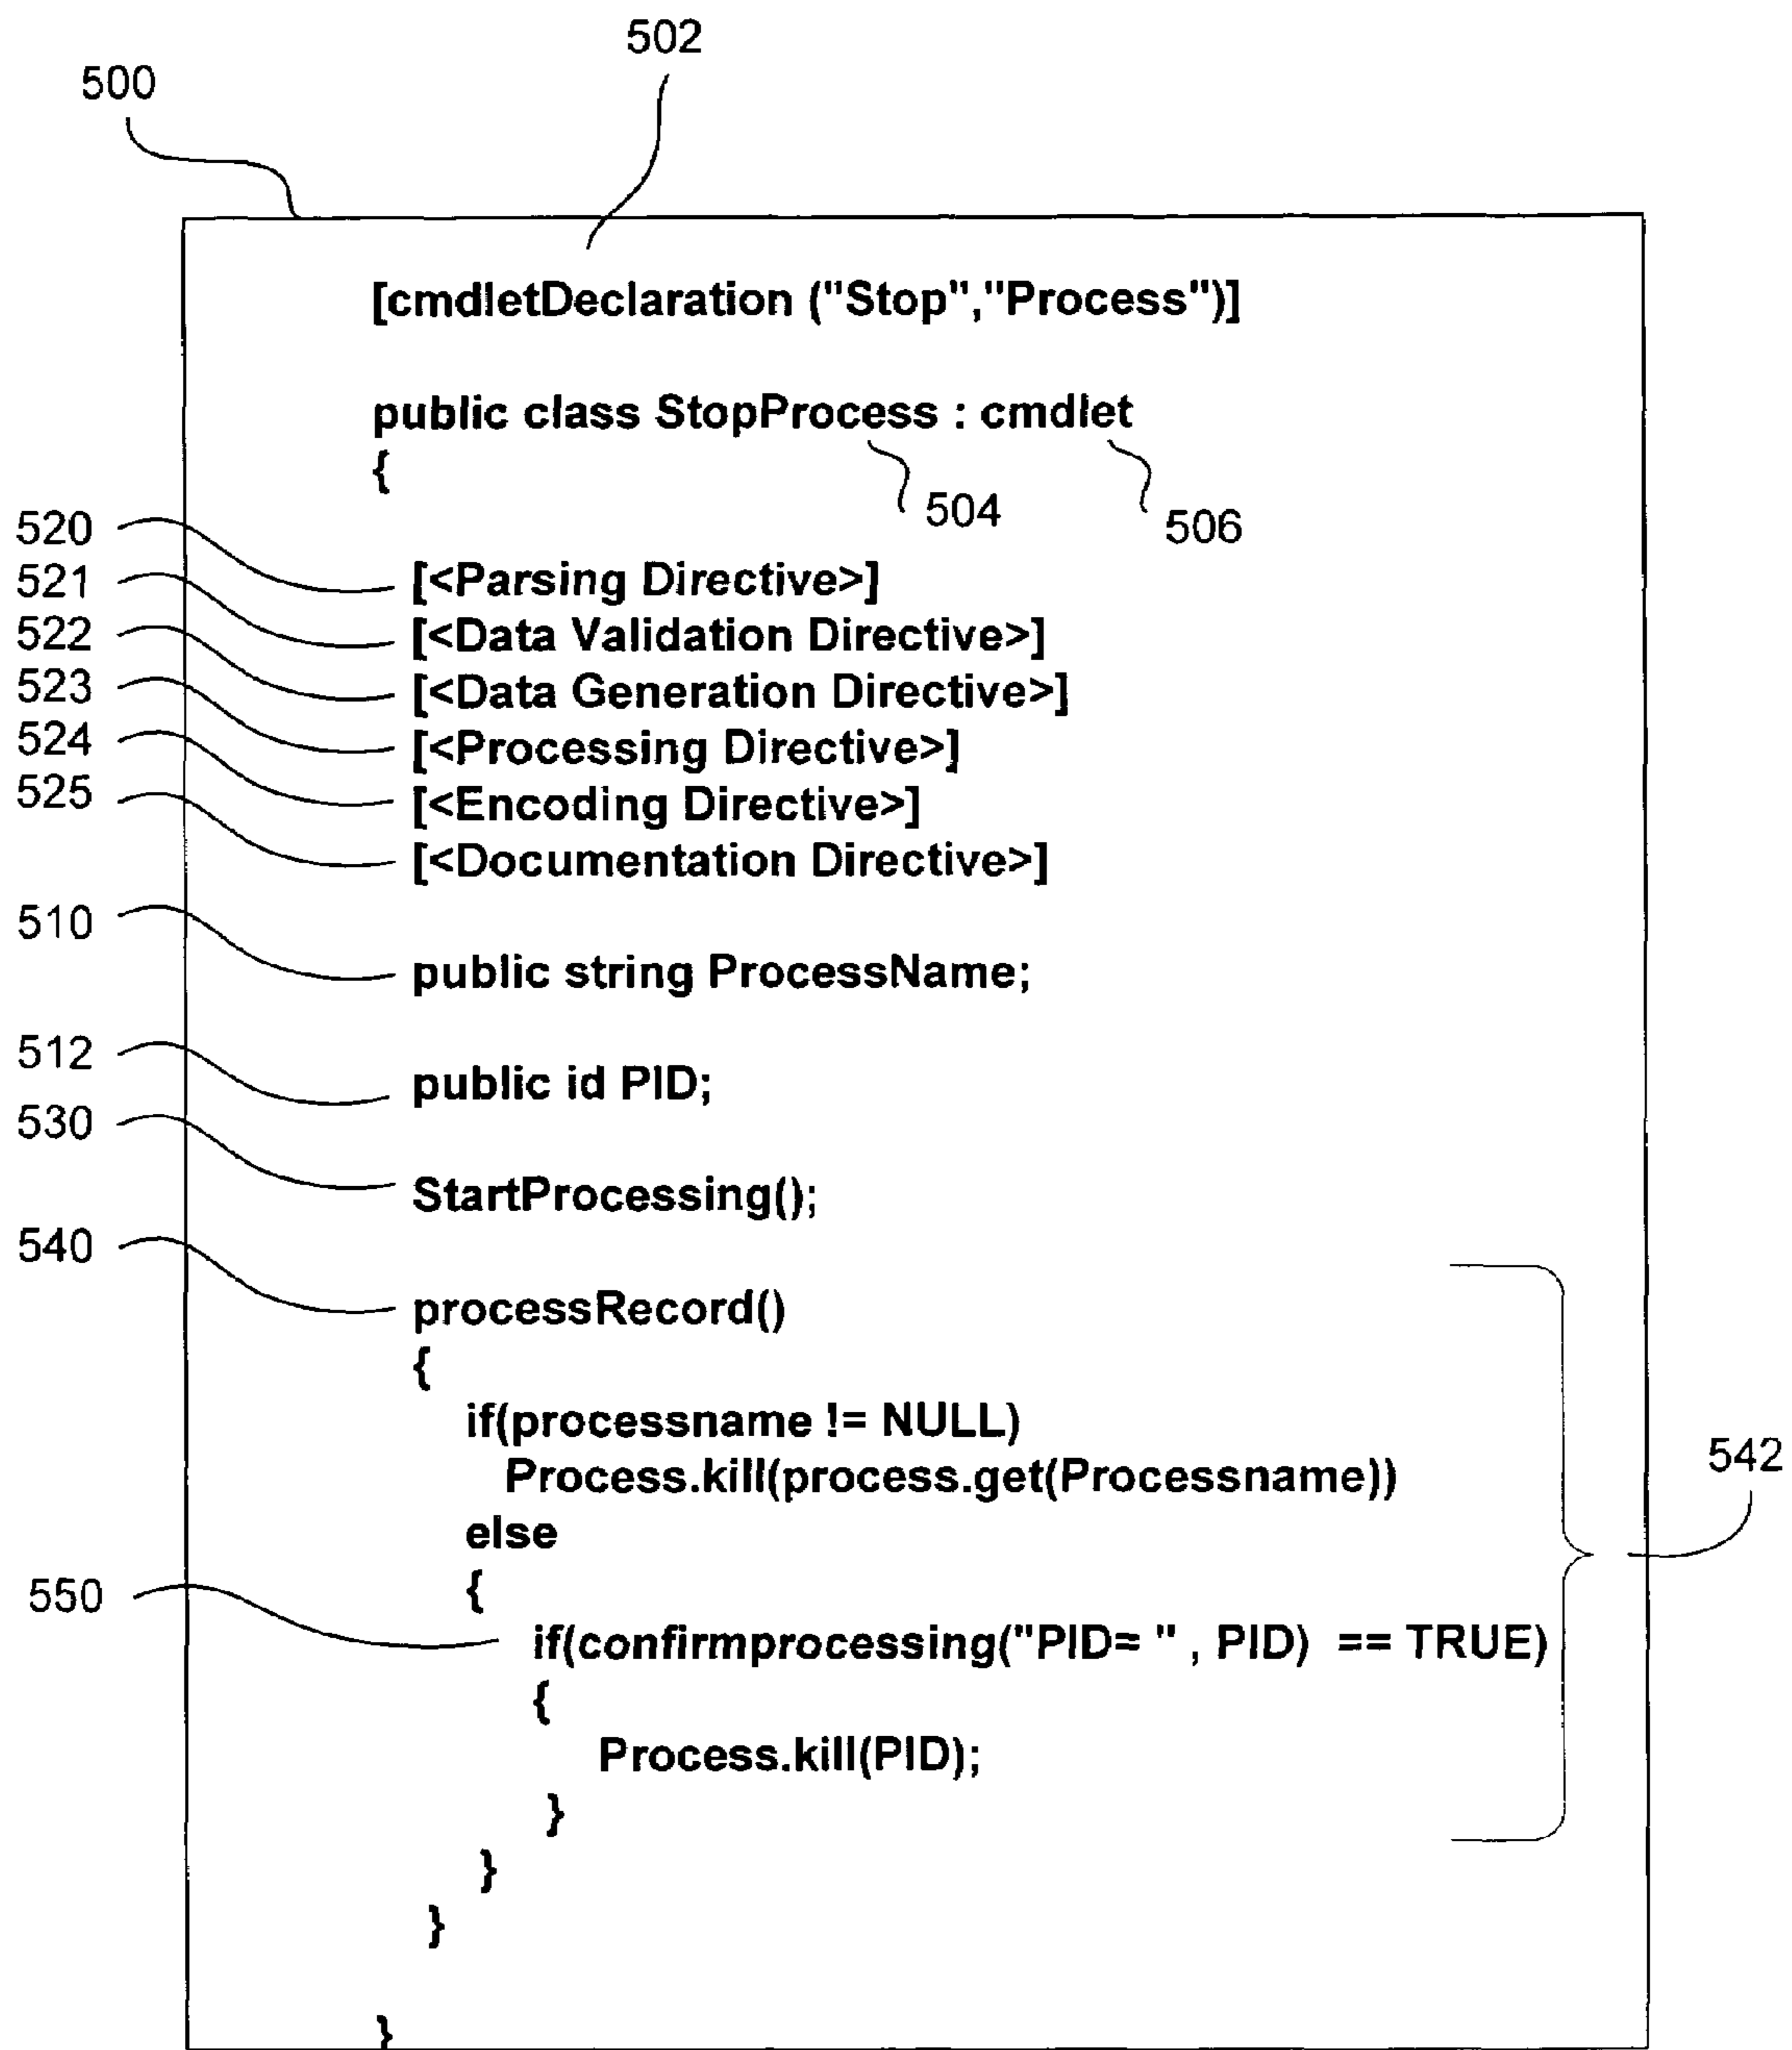 502
500
[cmdletDeclaration ("Stop","Process")]
public class StopProcess : cmdlet
{
504
506
520
[<Parsing Directive>]
521
[<Data Validation Directive>]
522
[<Data Generation Directive>]
523
[<Processing Directive>]
524
[<Encoding Directive>]
525
[<Documentation Directive>]
510
public string ProcessName;
512
public id PID;
530
StartProcessing();
540
processRecord()
{
if(processname != NULL)
Process.kill(process.get(Processname))
542
else
{
550
if(confirmprocessing("PID= " , PID) == TRUE)
{
Process.kill(PID);
}
}
}
}